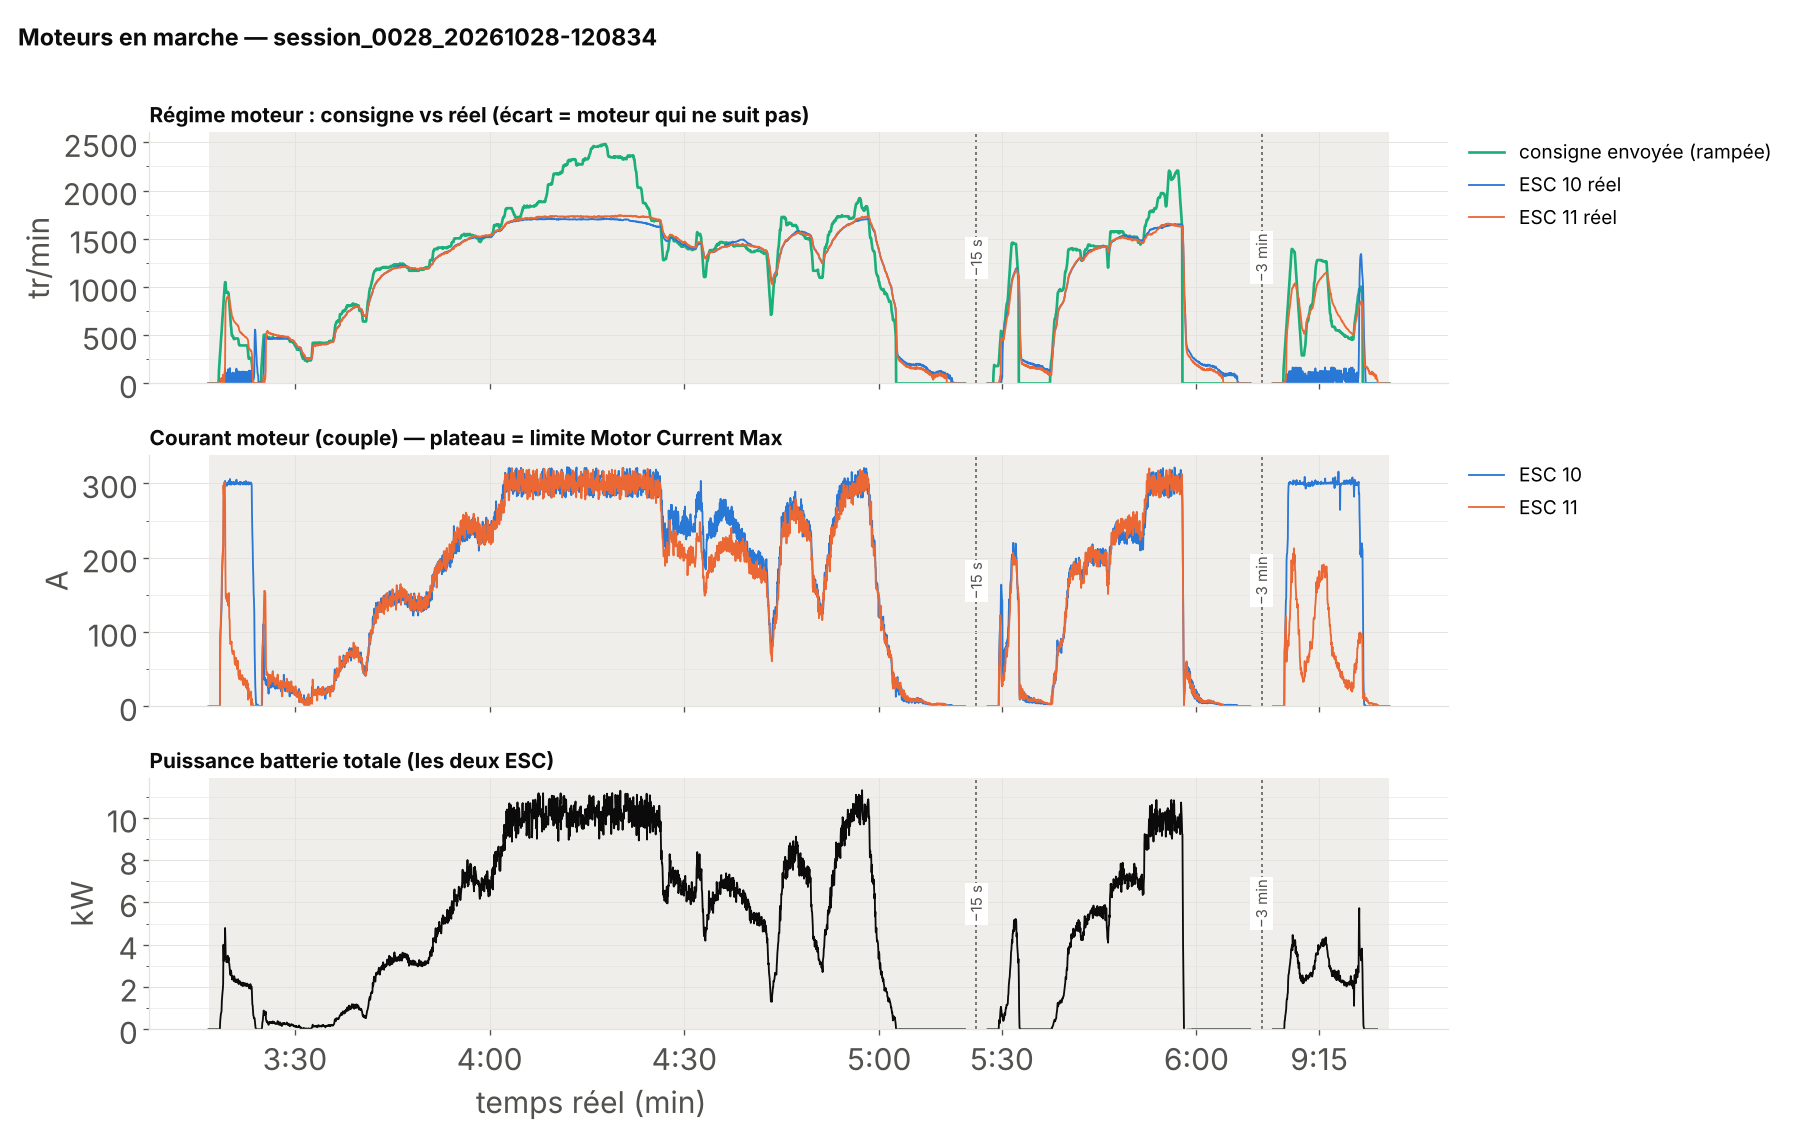 Moteurs en marche — session_0028_20261028-120834
Régime moteur : consigne vs réel (écart = moteur qui ne suit pas)
tr/min
2500
2000
1500
1000
500
0
~15 s
~3 min
consigne envoyée (rampée)
ESC 10 réel
ESC 11 réel
Courant moteur (couple) — plateau = limite Motor Current Max
A
300
200
100
0
~15 s
~3 min
ESC 10
ESC 11
Puissance batterie totale (les deux ESC)
kW
10
8
6
4
2
0
~15 s
~3 min
3:30 4:00 4:30 5:00 5:30 6:00 9:15
temps réel (min)